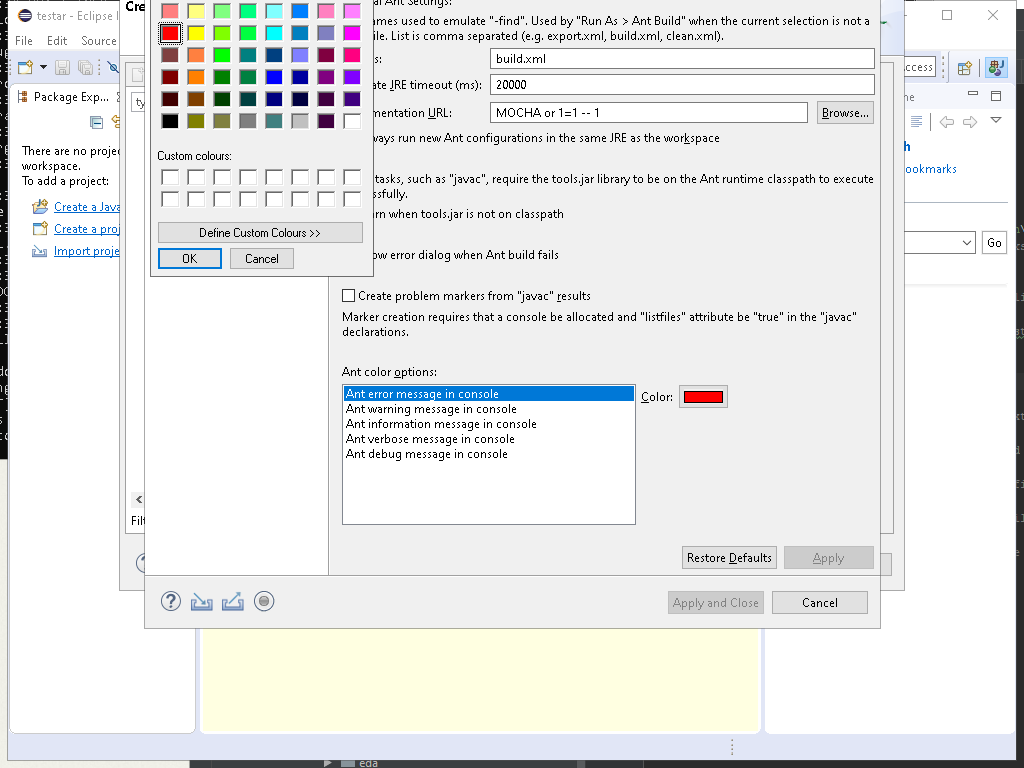 testar - Eclipse I
File Edit Source
Package Exp...
There are no projec
workspace.
To add a project:
Create a Java
Create a proj
Import proje
Cre
ty
Custom colours:
Define Custom Colours >>
OK
Cancel
al Ant Settings:
mes used to emulate "-find". Used by "Run As > Ant Build" when the current selection is not a
ile. List is comma separated (e.g. export.xml, build.xml, clean.xml).
s:
build.xml
te JRE timeout (ms):
20000
mentation URL:
MOCHA or 1=1 -- 1
Browse...
ways run new Ant configurations in the same JRE as the workspace
tasks, such as "javac", require the tools.jar library to be on the Ant runtime classpath to execute
ssfully.
rn when tools.jar is not on classpath
ow error dialog when Ant build fails
Create problem markers from "javac" results
Marker creation requires that a console be allocated and "listfiles" attribute be "true" in the "javac"
declarations.
Ant color options:
Ant error message in console
Ant warning message in console
Ant information message in console
Ant verbose message in console
Ant debug message in console
Color:
Restore Defaults
Apply
Apply and Close
Cancel
Filt
ccess
ne
h
ookmarks
Go
eda